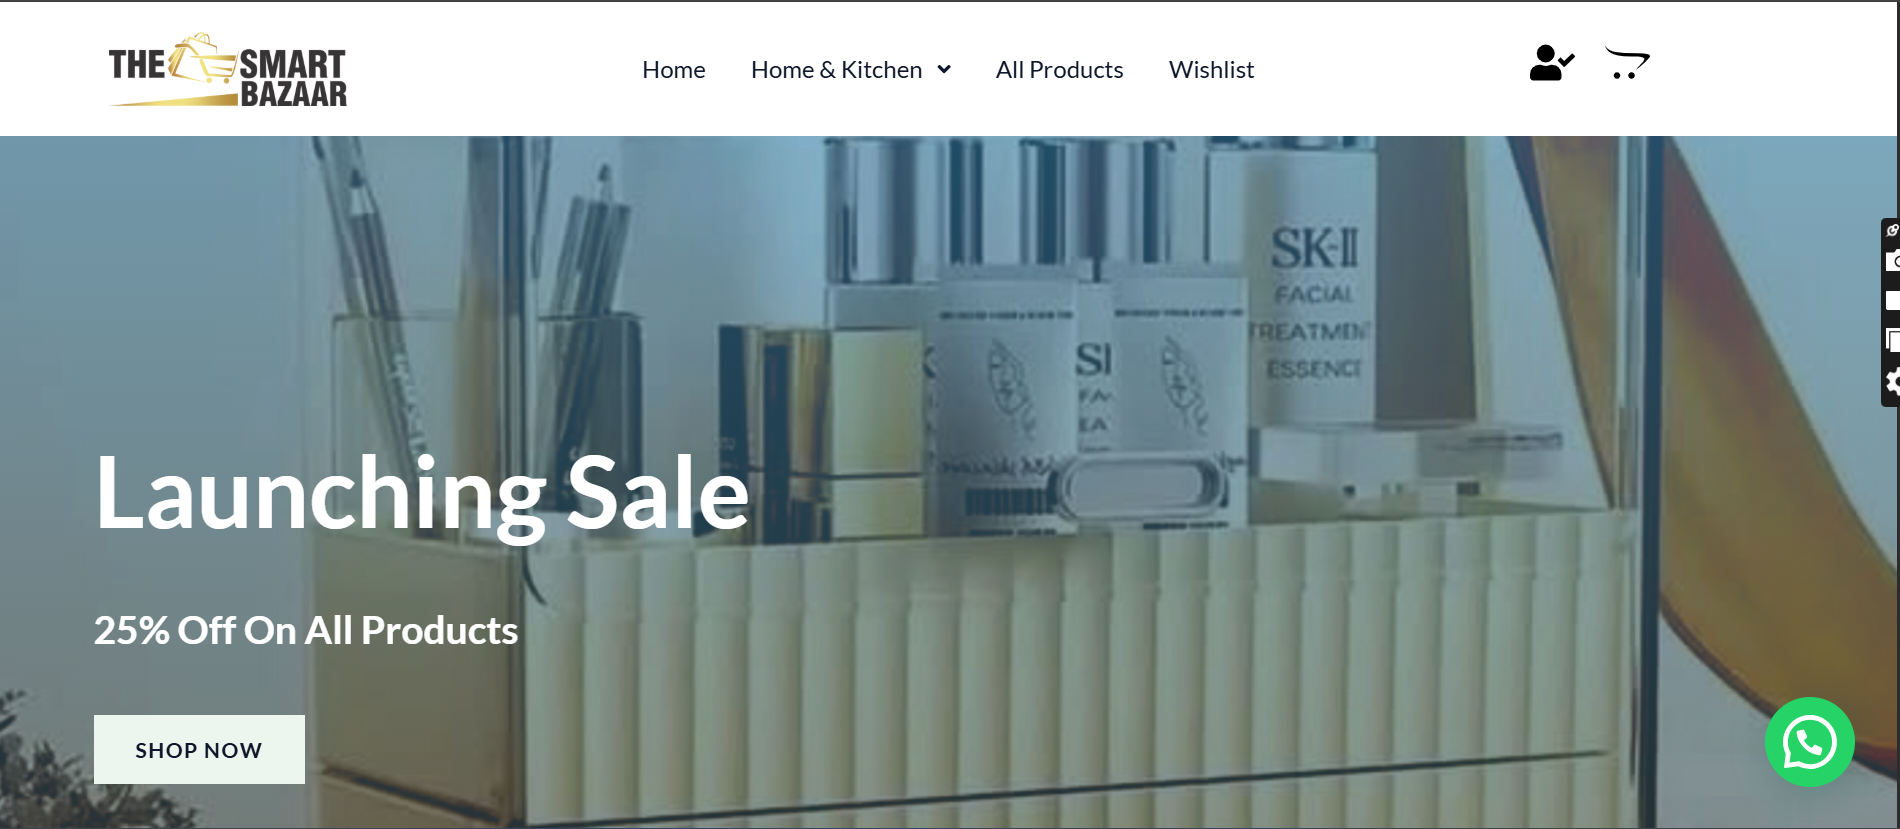 THE SMART
BAZAAR
Home
Home & Kitchen
All Products
Wishlist
SK-II
FACIAL
TREATMENT
ESSENCE
Launching Sale
25% Off On All Products
SHOP NOW